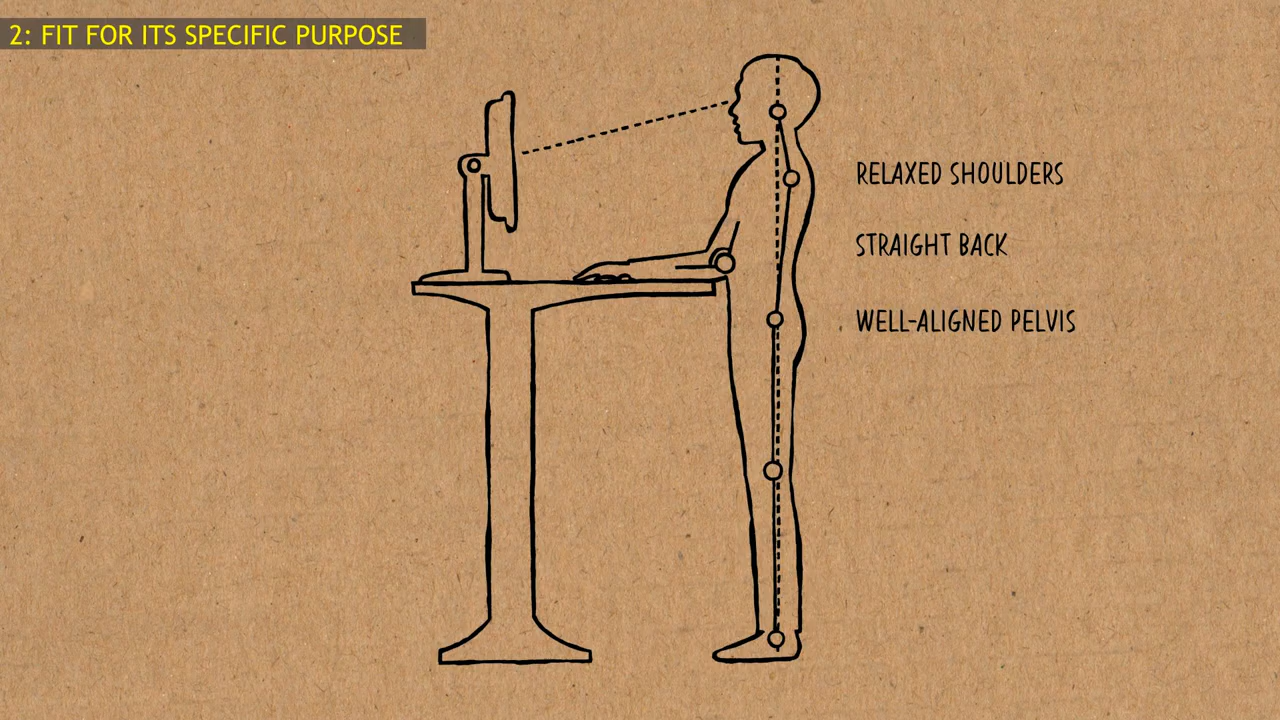 2: FIT FOR ITS SPECIFIC PURPOSE
RELAXED SHOULDERS
STRAIGHT BACK
WELL-ALIGNED PELVIS